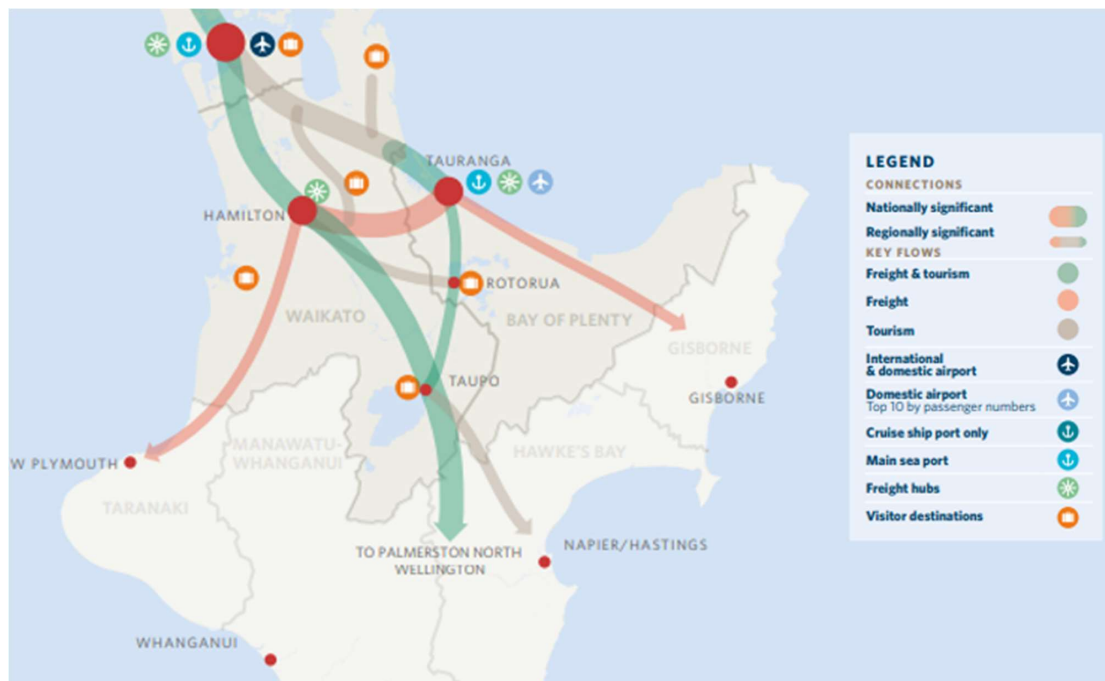 TAURANGA
HAMILTON
ROTORUA
WAIKATO
BAY OF PLENTY
GISBORNE
TAUPO
GISBORNE
MANAWATU-
WHANGANUI
HAWKE'S BAY
W PLYMOUTH
TARANAKI
TO PALMERSTON NORTH
WELLINGTON
NAPIER/HASTINGS
WHANGANUI
LEGEND
CONNECTIONS
Nationally significant
Regionally significant
KEY FLOWS
Freight & tourism
Freight
Tourism
International
& domestic airport
Domestic airport
Top 10 by passenger numbers
Cruise ship port only
Main sea port
Freight hubs
Visitor destinations